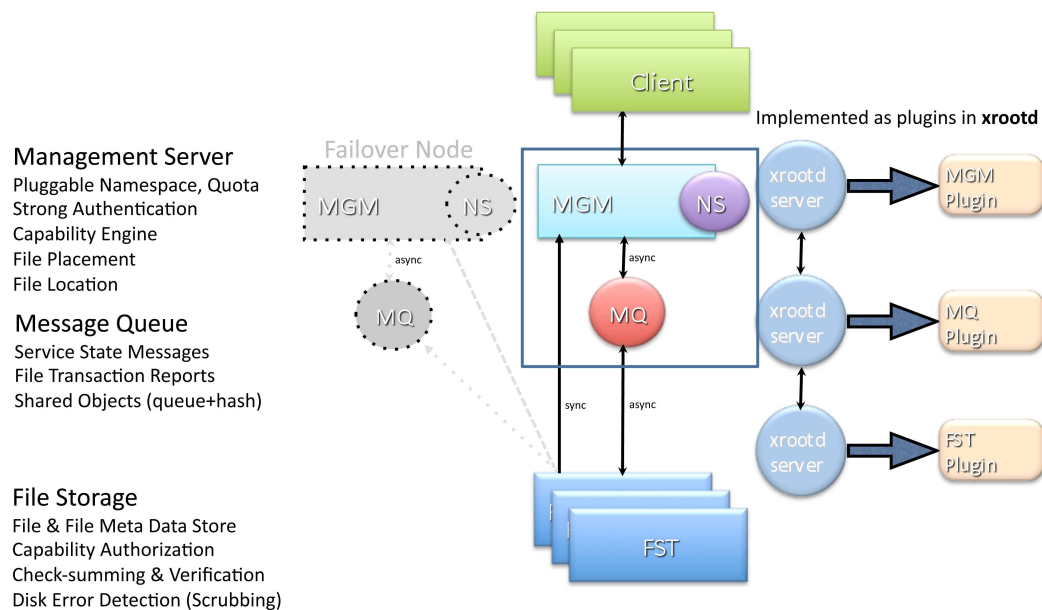 Client
Implemented as plugins in xrootd
Management Server
Pluggable Namespace, Quota
Strong Authentication
Capability Engine
File Placement
File Location
Failover Node
MGM
NS
async
MQ
MGM
NS
async
MQ
xrootd
server
MGM
Plugin
xrootd
server
MQ
Plugin
Message Queue
Service State Messages
File Transaction Reports
Shared Objects (queue+hash)
sync
async
xrootd
server
FST
Plugin
File Storage
File & File Meta Data Store
Capability Authorization
Check-summing & Verification
Disk Error Detection (Scrubbing)
FST